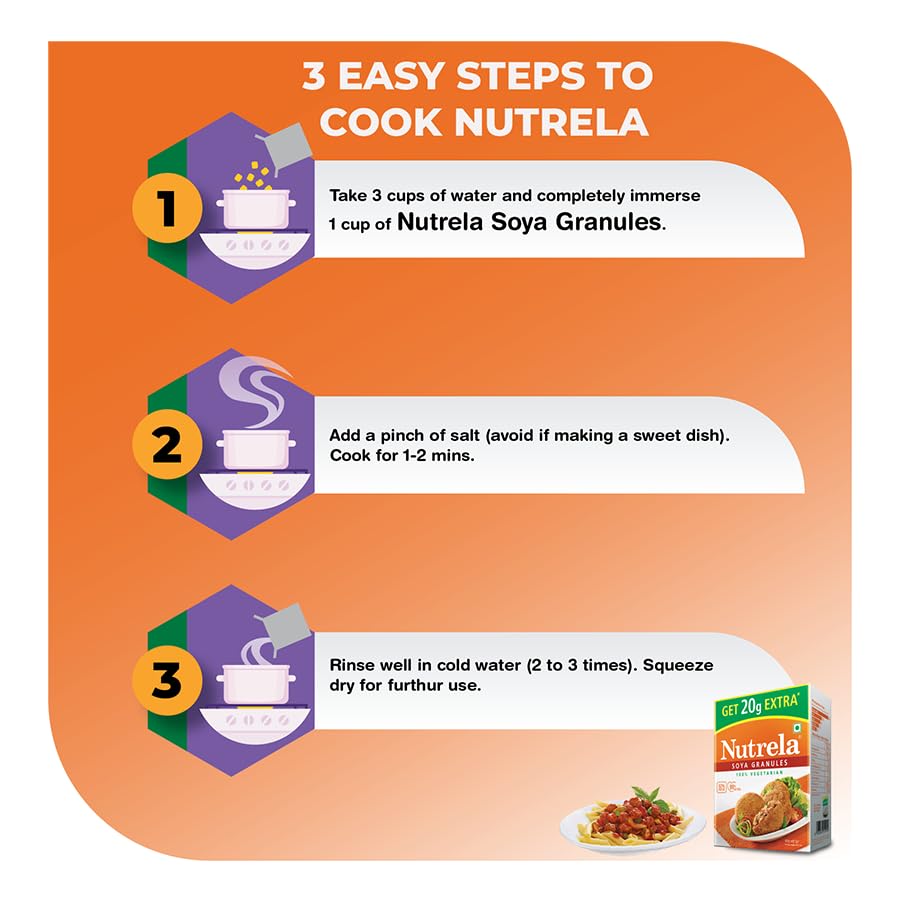 3 EASY STEPS TO
COOK NUTRELA
1
Take 3 cups of water and completely immerse
1 cup of Nutrela Soya Granules.
2
Add a pinch of salt (avoid if making a sweet dish).
Cook for 1-2 mins.
3
Rinse well in cold water (2 to 3 times). Squeeze
dry for furthur use.
GET 20g EXTRA*
Nutrela
SOYA GRANULES
100% VEGETARIAN